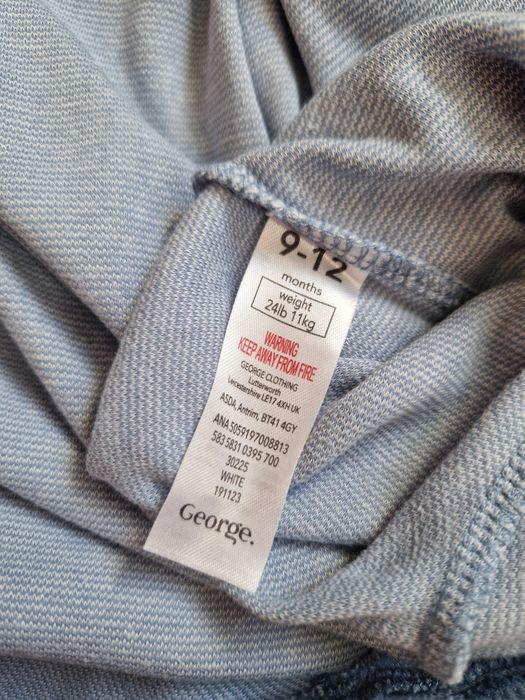 9-12
months
weight
24lb 11kg
WARNING
KEEP AWAY FROM FIRE
GEORGE CLOTHING
Lutterworth
Leicestershire LE17 4XH UK
ASDA, Antrim, BT41 4GY
ANA 5059197008813
583 5831 0395 700
30225
WHITE
191123
George.